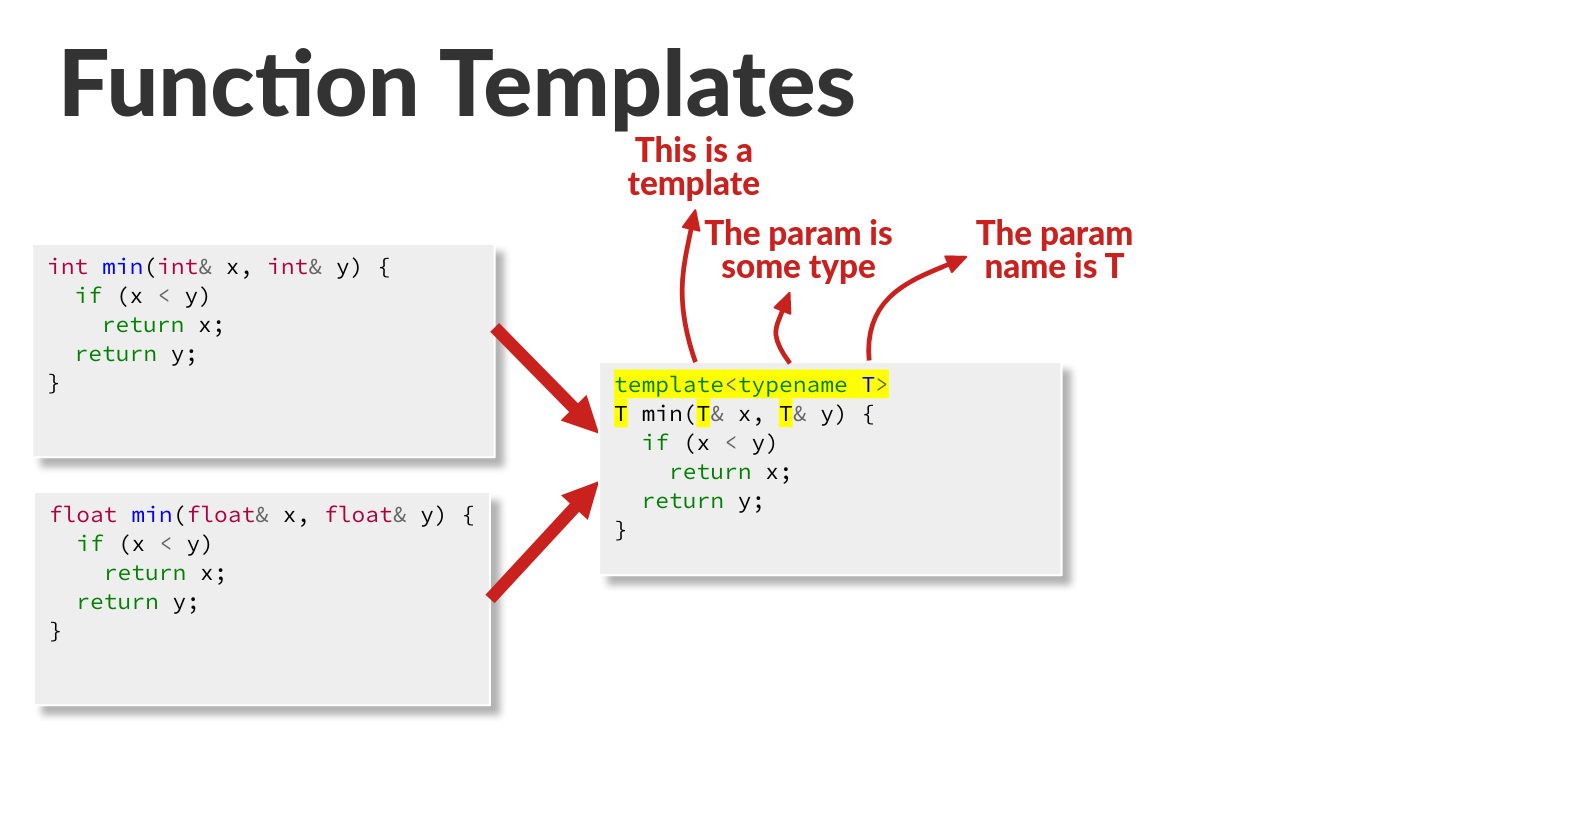 Function Templates
This is a
template
The param is
some type
The param
name is T
int min(int& x, int& y) {
  if (x < y)
    return x;
  return y;
}
float min(float& x, float& y) {
  if (x < y)
    return x;
  return y;
}
template<typename T>
T min(T& x, T& y) {
  if (x < y)
    return x;
  return y;
}